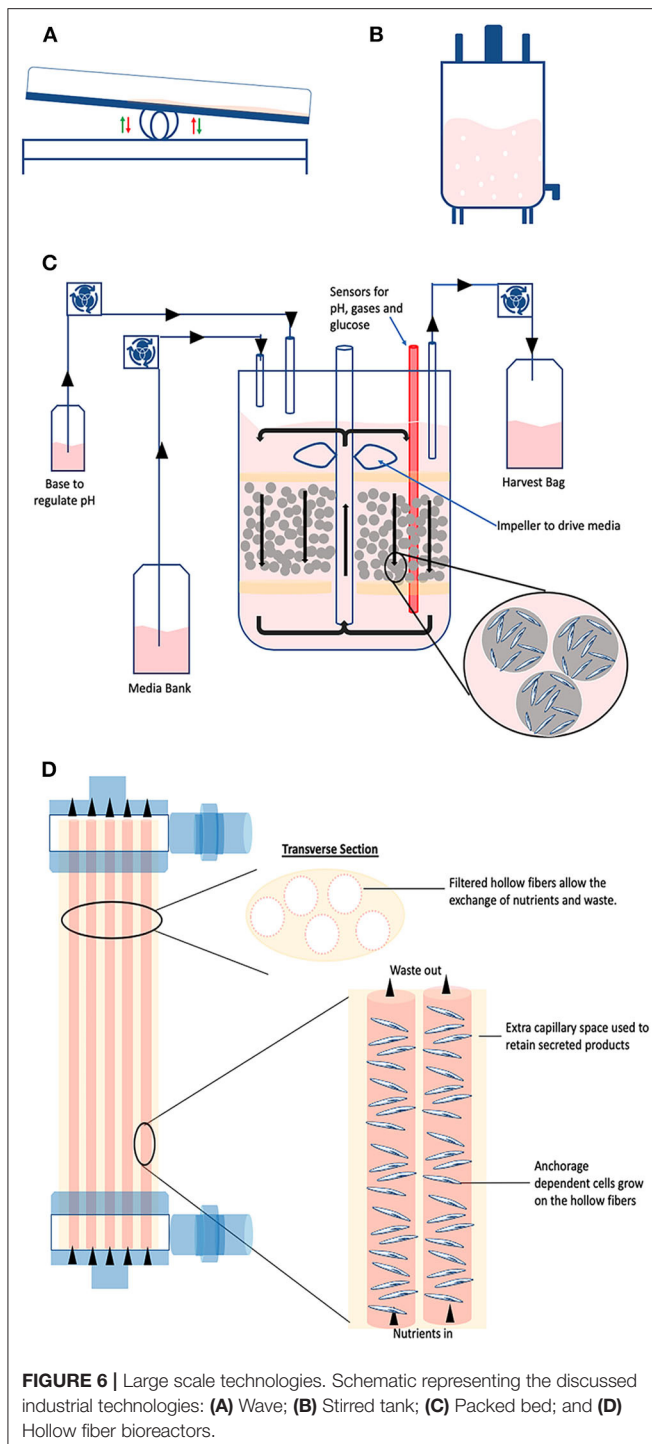 A
B
C
Sensors for
pH, gases and
glucose
Base to
regulate pH
Harvest Bag
Impeller to drive media
Media Bank
D
Transverse Section
Filtered hollow fibers allow the
exchange of nutrients and waste.
Waste out
Extra capillary space used to
retain secreted products
Anchorage
dependent cells grow
on the hollow fibers
Nutrients in
FIGURE 6 | Large scale technologies. Schematic representing the discussed
industrial technologies: (A) Wave; (B) Stirred tank; (C) Packed bed; and (D)
Hollow fiber bioreactors.